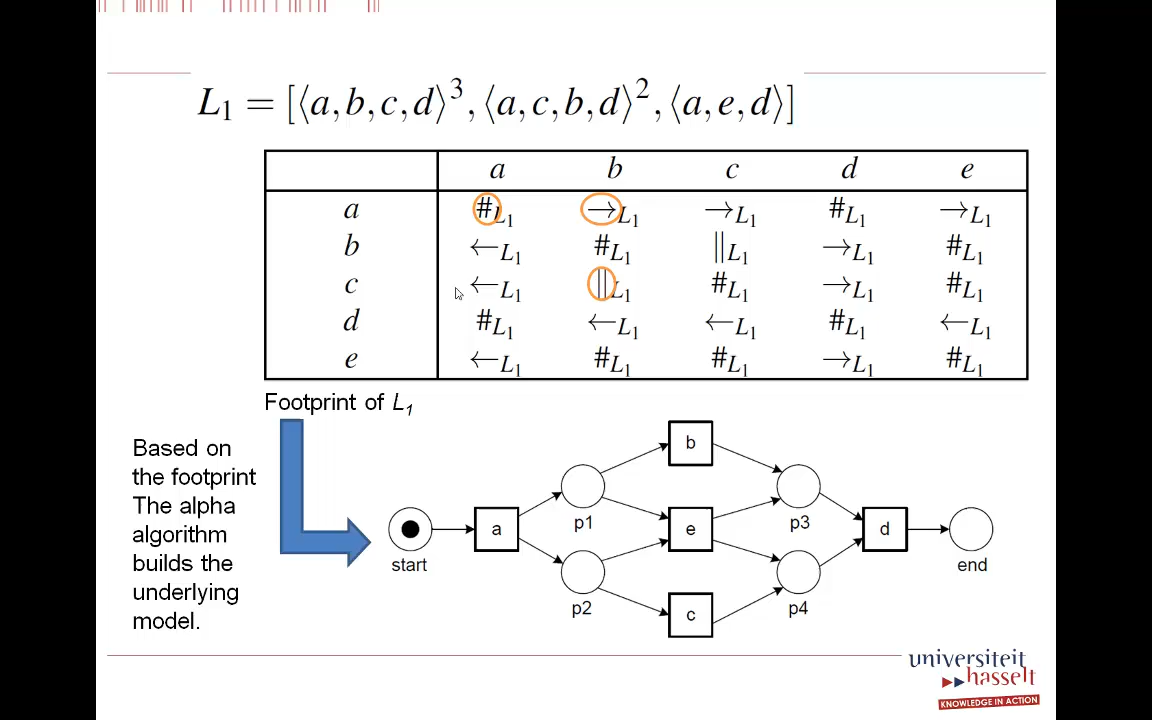 L₁ = [⟨a,b,c,d⟩³,⟨a,c,b,d⟩²,⟨a,e,d⟩]
a b c d e
a #L₁ →L₁ →L₁ #L₁ →L₁
b ←L₁ #L₁ ||L₁ →L₁ #L₁
c ←L₁ ||L₁ #L₁ →L₁ #L₁
d #L₁ ←L₁ ←L₁ #L₁ ←L₁
e ←L₁ #L₁ #L₁ →L₁ #L₁
Footprint of L₁
Based on
the footprint
The alpha
algorithm
builds the
underlying
model.
b
p1 p3
a e d
start end
p2 p4
c
universiteit
hasselt
KNOWLEDGE IN ACTION